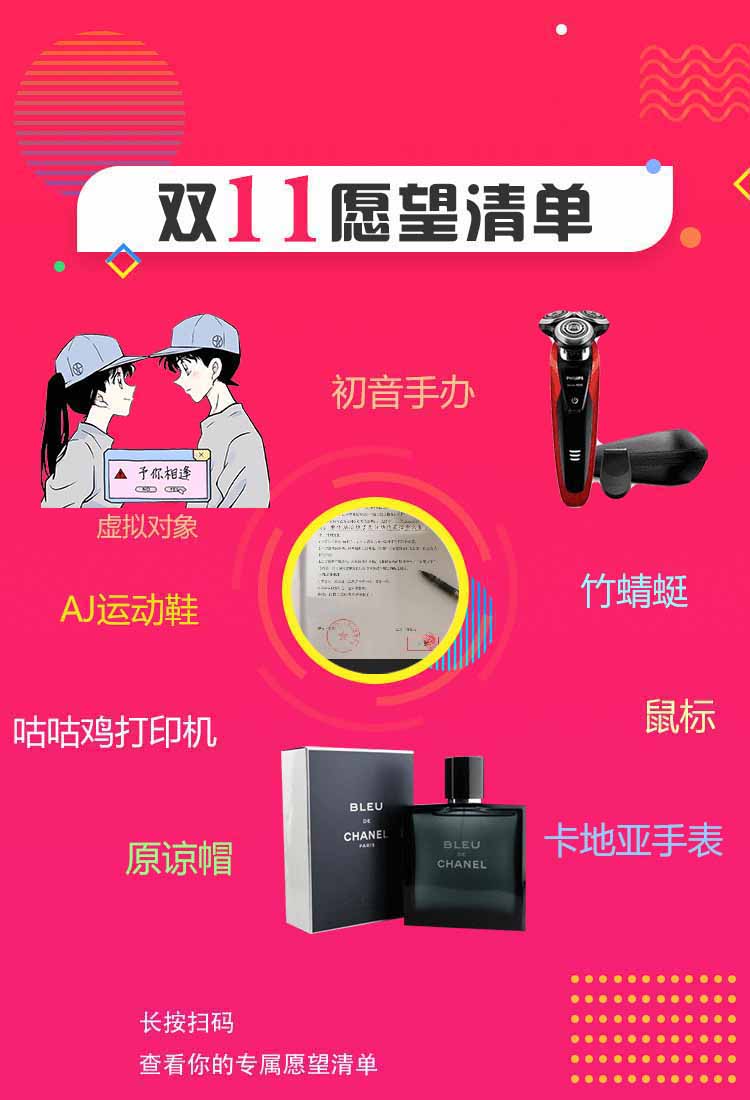 双11愿望清单
初音手办
PHILIPS
予你相逢
NO
YES
虚拟对象
AJ运动鞋
竹蜻蜓
咕咕鸡打印机
鼠标
BLEU
DE
CHANEL
PARIS
BLEU
DE
CHANEL
原谅帽
卡地亚手表
长按扫码
查看你的专属愿望清单